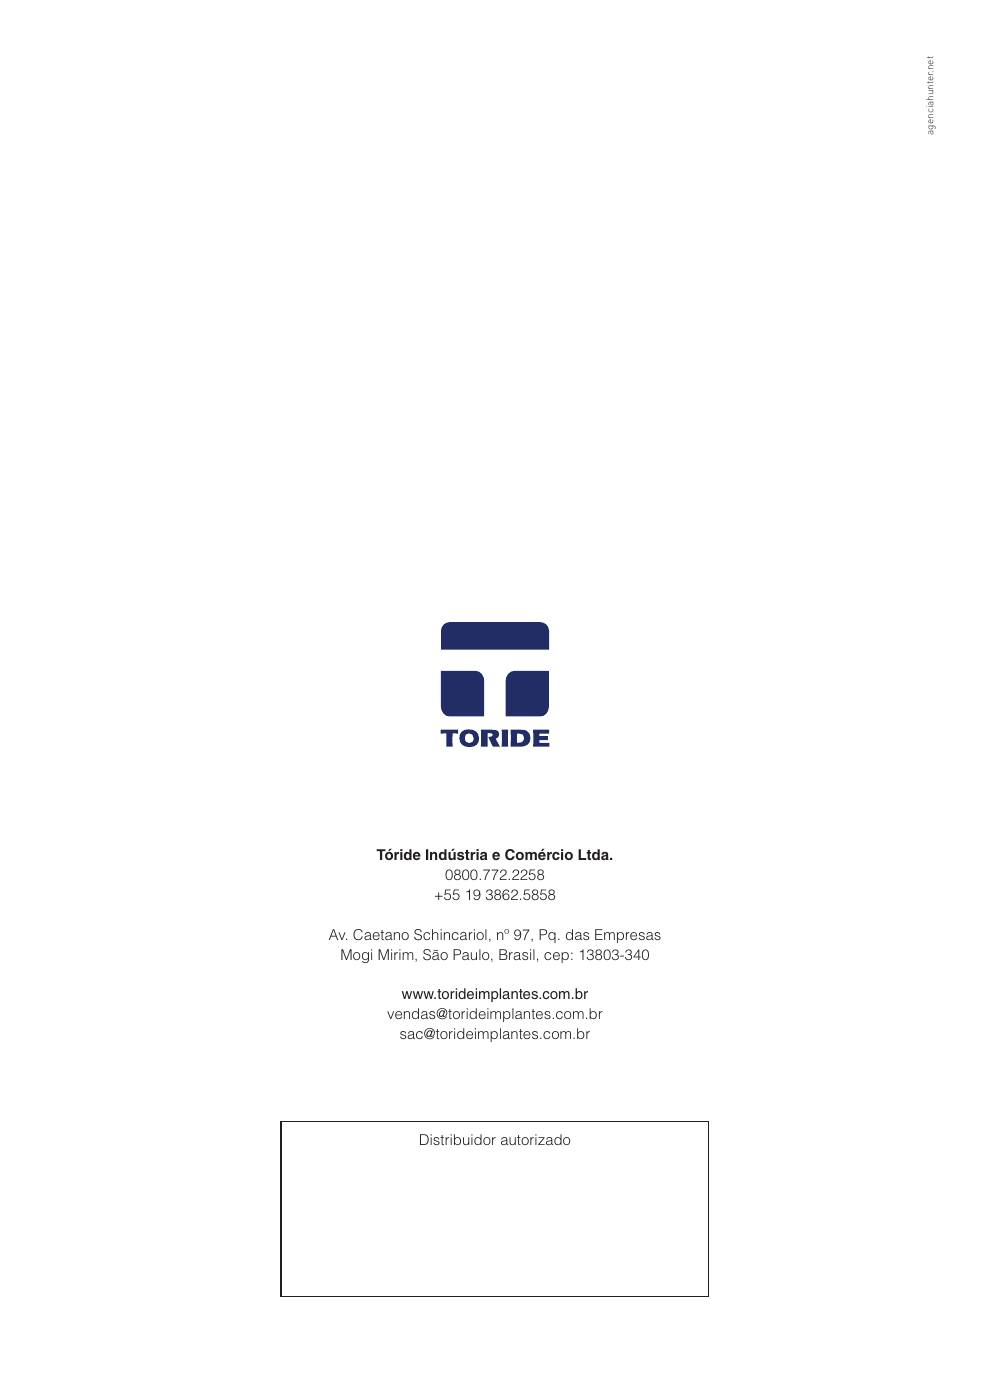 agenciahunter.net
TORIDE
Tóride Indústria e Comércio Ltda.
0800.772.2258
+55 19 3862.5858
Av. Caetano Schincariol, nº 97, Pq. das Empresas
Mogi Mirim, São Paulo, Brasil, cep: 13803-340
www.torideimplantes.com.br
vendas@torideimplantes.com.br
sac@torideimplantes.com.br
Distribuidor autorizado